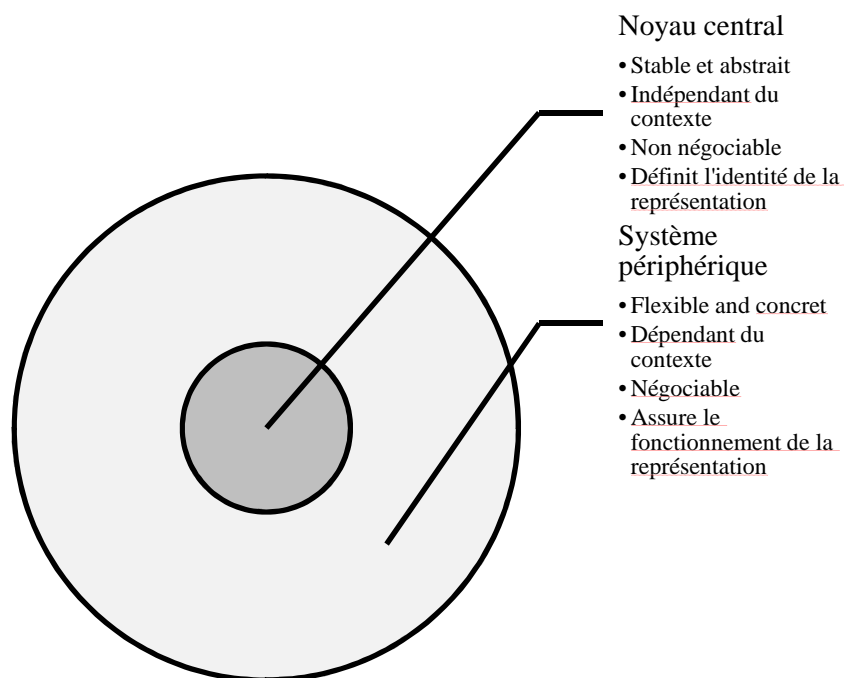 Noyau central
• Stable et abstrait
• Indépendant du
contexte
• Non négociable
• Définit l'identité de la
représentation
Système
périphérique
• Flexible and concret
• Dépendant du
contexte
• Négociable
• Assure le
fonctionnement de la
représentation